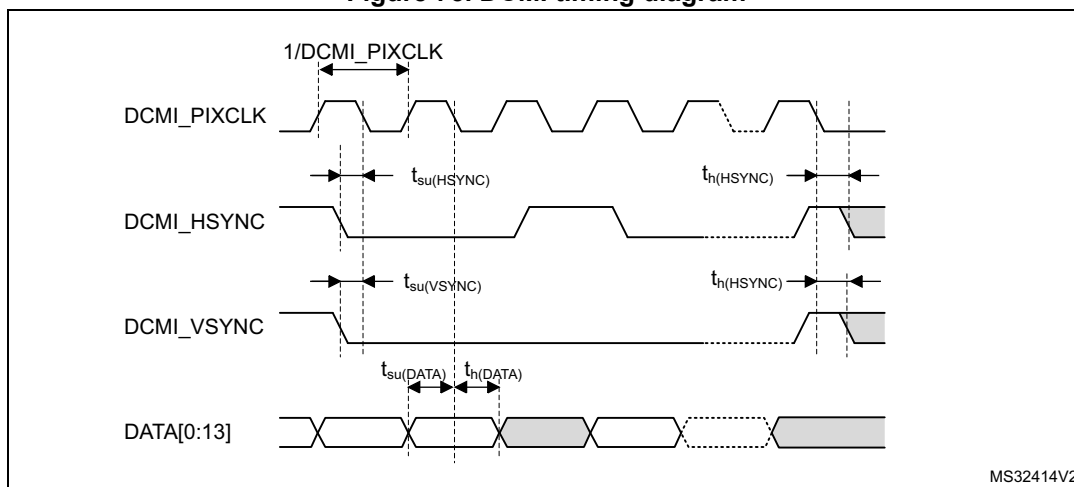 Figure 76. DCMI timing diagram
1/DCMI_PIXCLK
DCMI_PIXCLK
tsu(HSYNC)
th(HSYNC)
DCMI_HSYNC
tsu(VSYNC)
th(HSYNC)
DCMI_VSYNC
tsu(DATA) th(DATA)
DATA[0:13]
MS32414V2